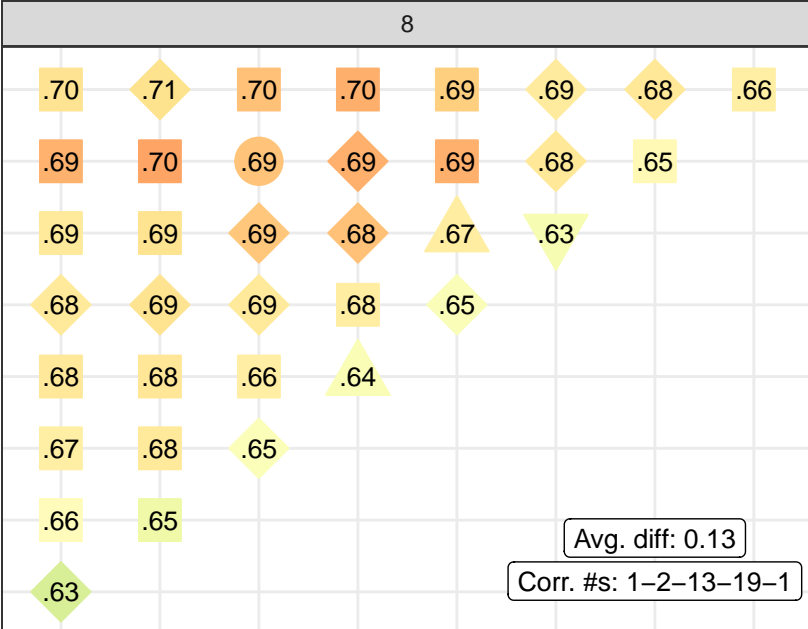 8
.70 .71 .70 .70 .69 .69 .68 .66
.69 .70 .69 .69 .69 .68 .65
.69 .69 .69 .68 .67 .63
.68 .69 .69 .68 .65
.68 .68 .66 .64
.67 .68 .65
.66 .65
Avg. diff: 0.13
Corr. #s: 1–2–13–19–1
.63